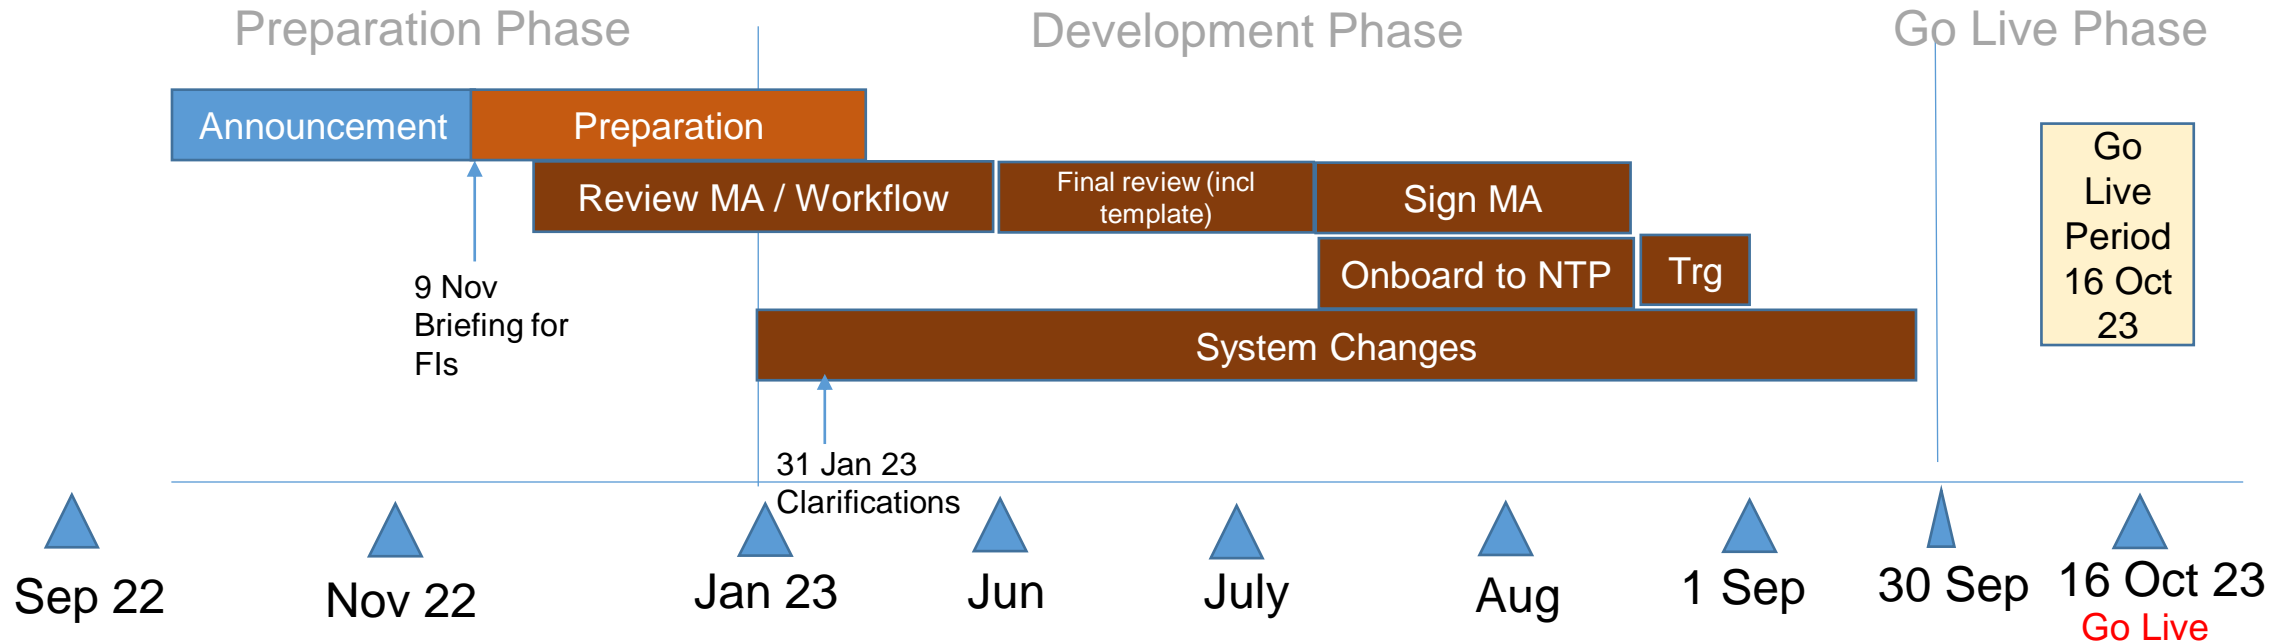 Preparation Phase
Development Phase
Go Live Phase
Announcement
Preparation
Review MA / Workflow
Final review (incl
template)
Sign MA
Onboard to NTP
Trg
System Changes
Go
Live
Period
16 Oct
23
9 Nov
Briefing for
FIs
31 Jan 23
Clarifications
Sep 22
Nov 22
Jan 23
Jun
July
Aug
1 Sep
30 Sep
16 Oct 23
Go Live